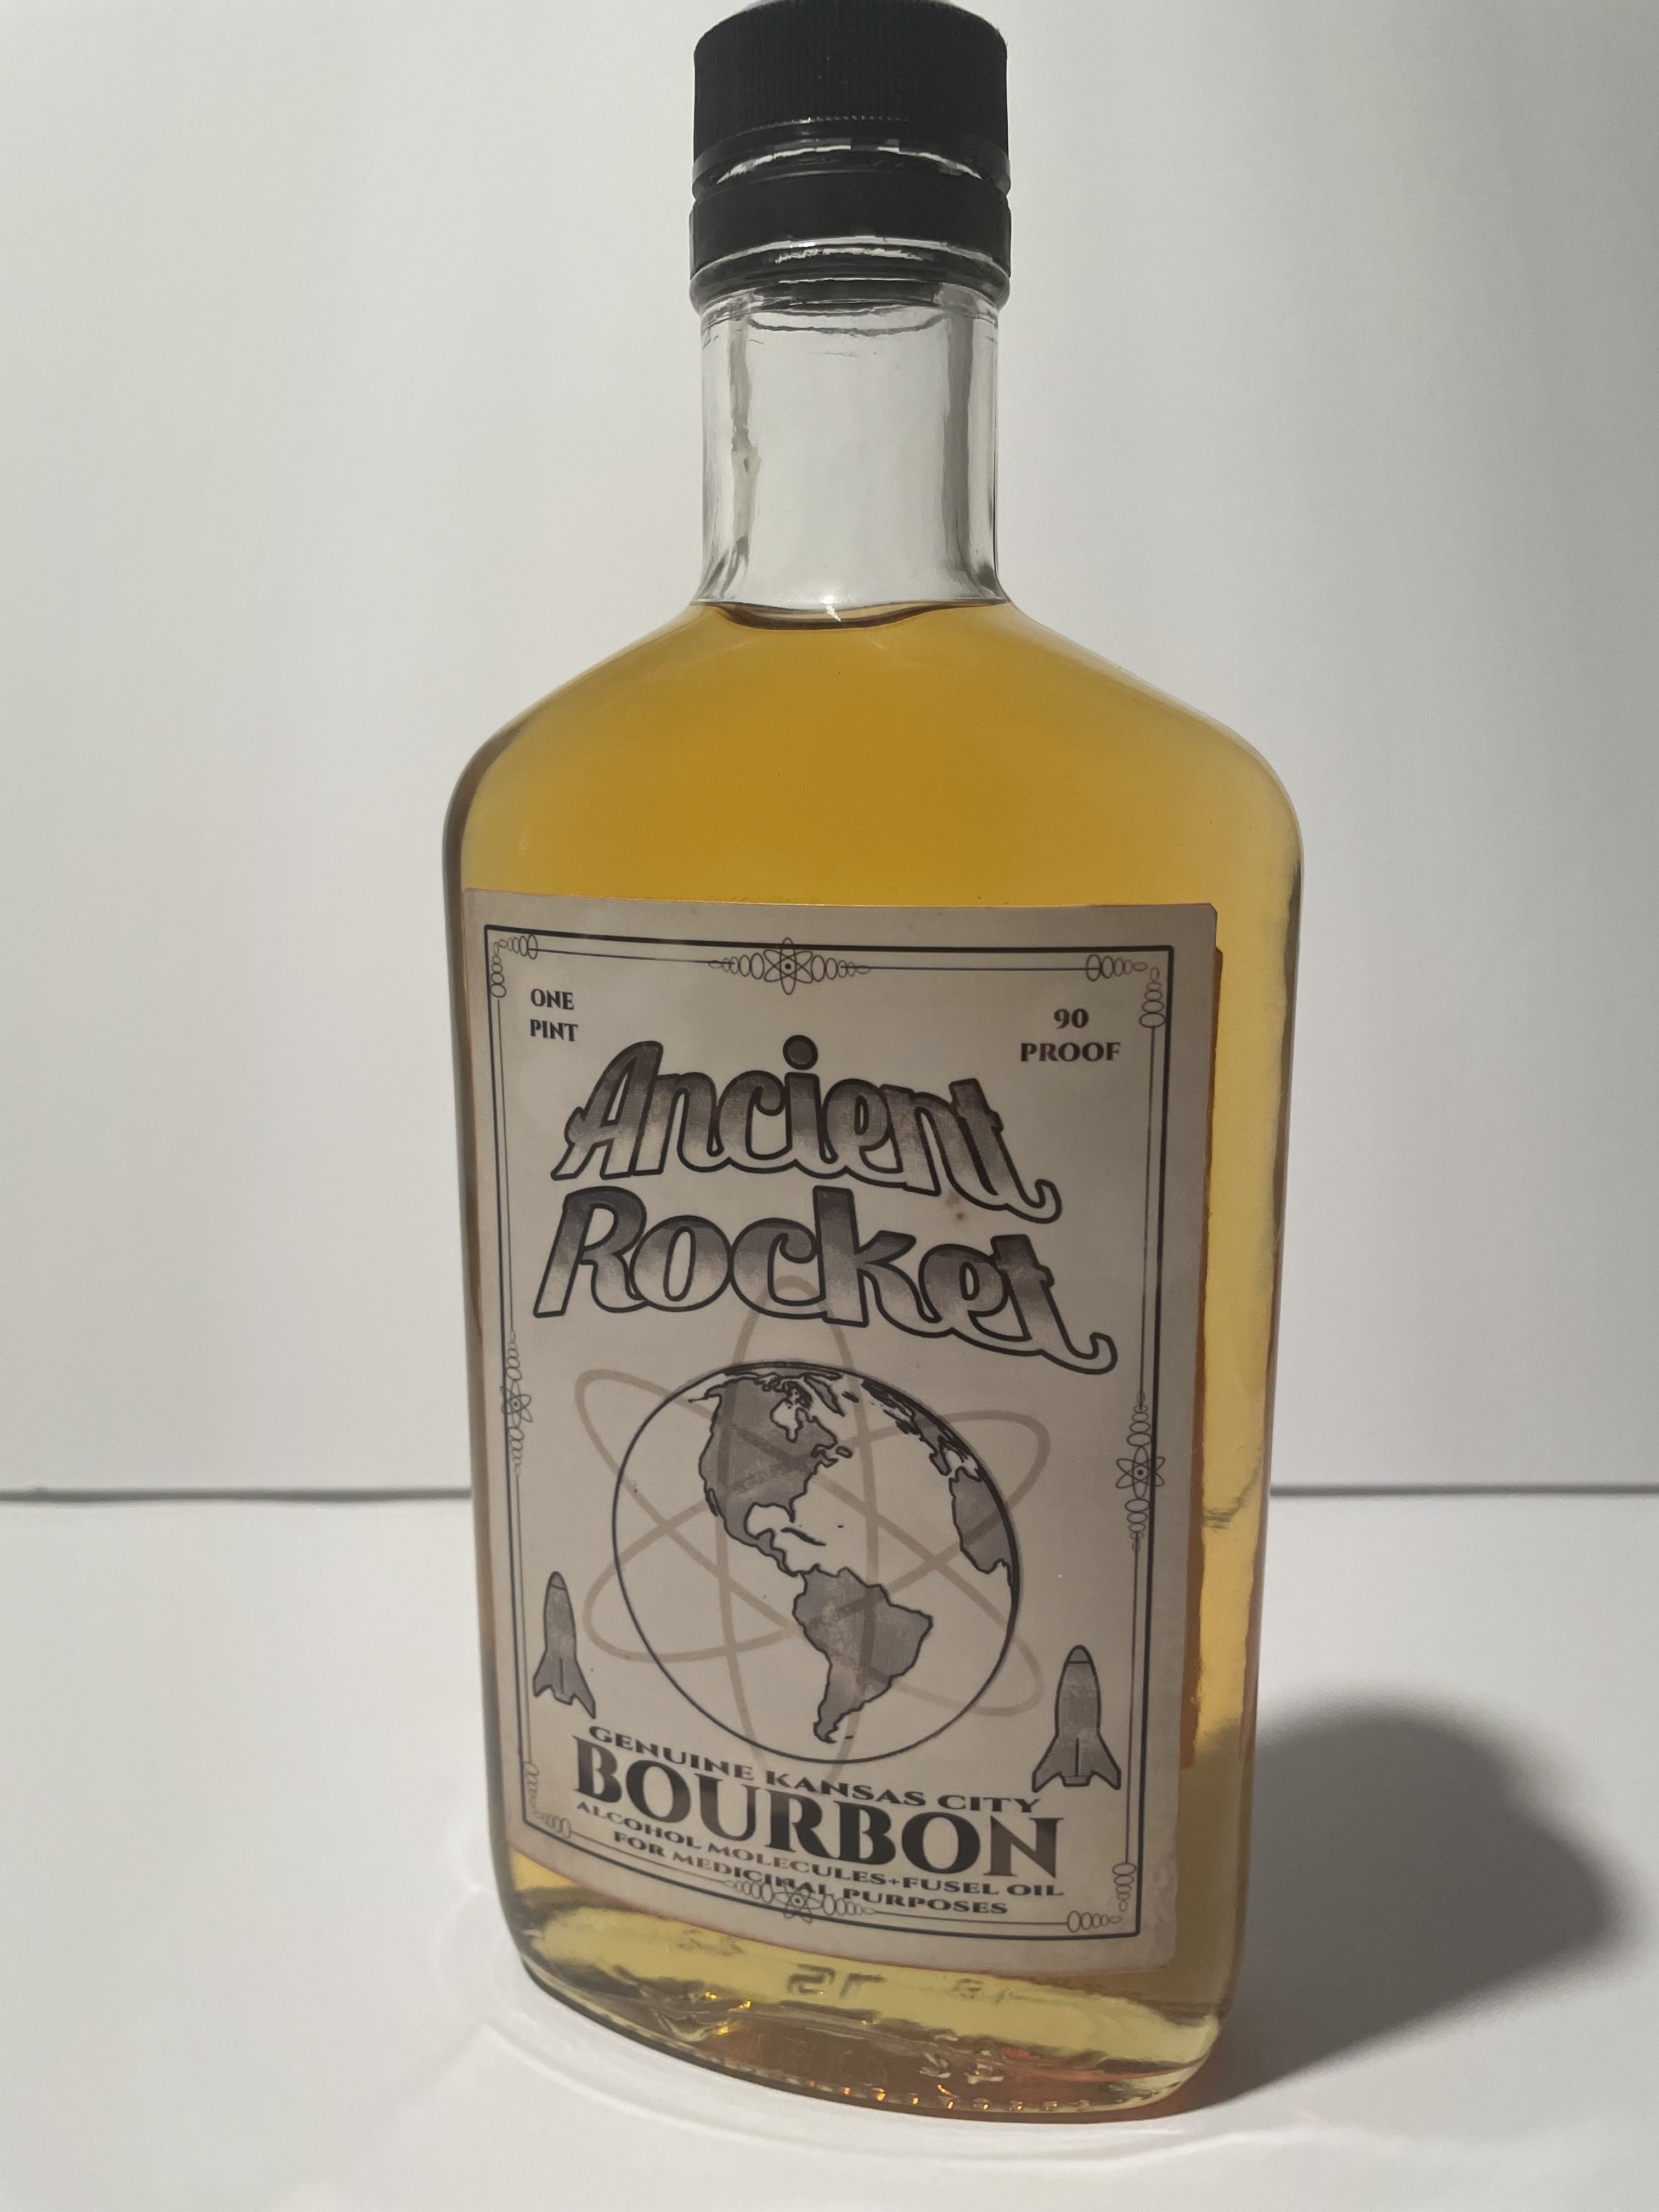 ONE
PINT
90
PROOF
Ancient
Rocket
GENUINE KANSAS CITY
BOURBON
ALCOHOL MOLECULES+FUSEL OIL
FOR MEDICINAL PURPOSES